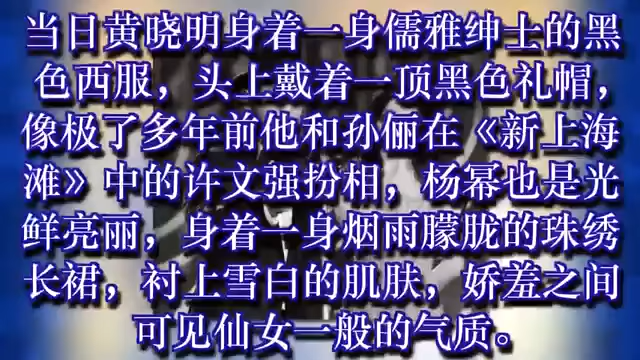 当日黄晓明身着一身儒雅绅士的黑
色西服，头上戴着一顶黑色礼帽，
像极了多年前他和孙俪在《新上海
滩》中的许文强扮相，杨幂也是光
鲜亮丽，身着一身烟雨朦胧的珠绣
长裙，衬上雪白的肌肤，娇羞之间
可见仙女一般的气质。